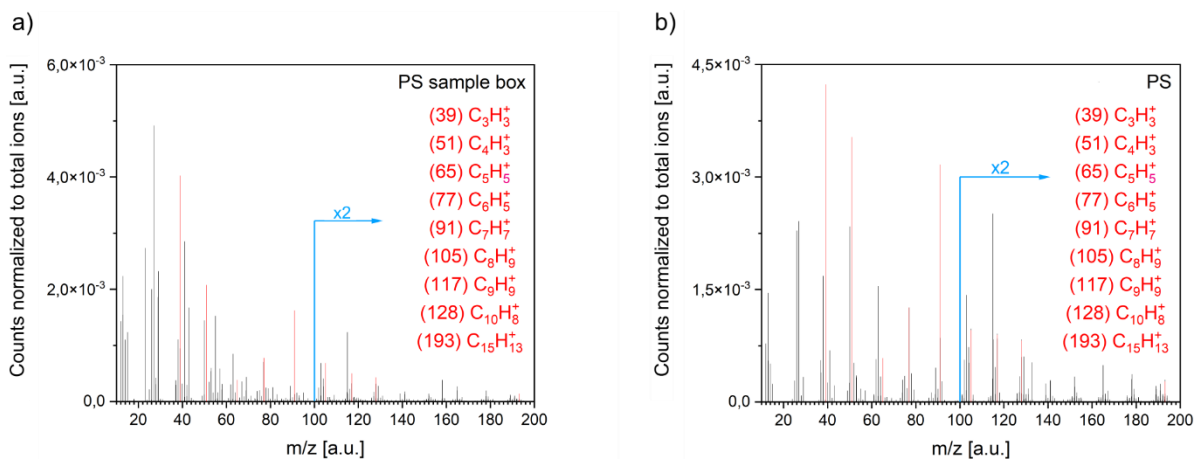 a)
Counts normalized to total ions [a.u.]
6,0×10⁻³
4,0×10⁻³
2,0×10⁻³
0,0
PS sample box
(39) C₃H₃⁺
(51) C₄H₃⁺
(65) C₅H₅⁺
(77) C₆H₅⁺
(91) C₇H₇⁺
(105) C₈H₉⁺
(117) C₉H₉⁺
(128) C₁₀H₈⁺
(193) C₁₅H₁₃⁺
x2
20 40 60 80 100 120 140 160 180 200
m/z [a.u.]
b)
Counts normalized to total ions [a.u.]
4,5×10⁻³
3,0×10⁻³
1,5×10⁻³
0,0
PS
(39) C₃H₃⁺
(51) C₄H₃⁺
(65) C₅H₅⁺
(77) C₆H₅⁺
(91) C₇H₇⁺
(105) C₈H₉⁺
(117) C₉H₉⁺
(128) C₁₀H₈⁺
(193) C₁₅H₁₃⁺
x2
20 40 60 80 100 120 140 160 180 200
m/z [a.u.]